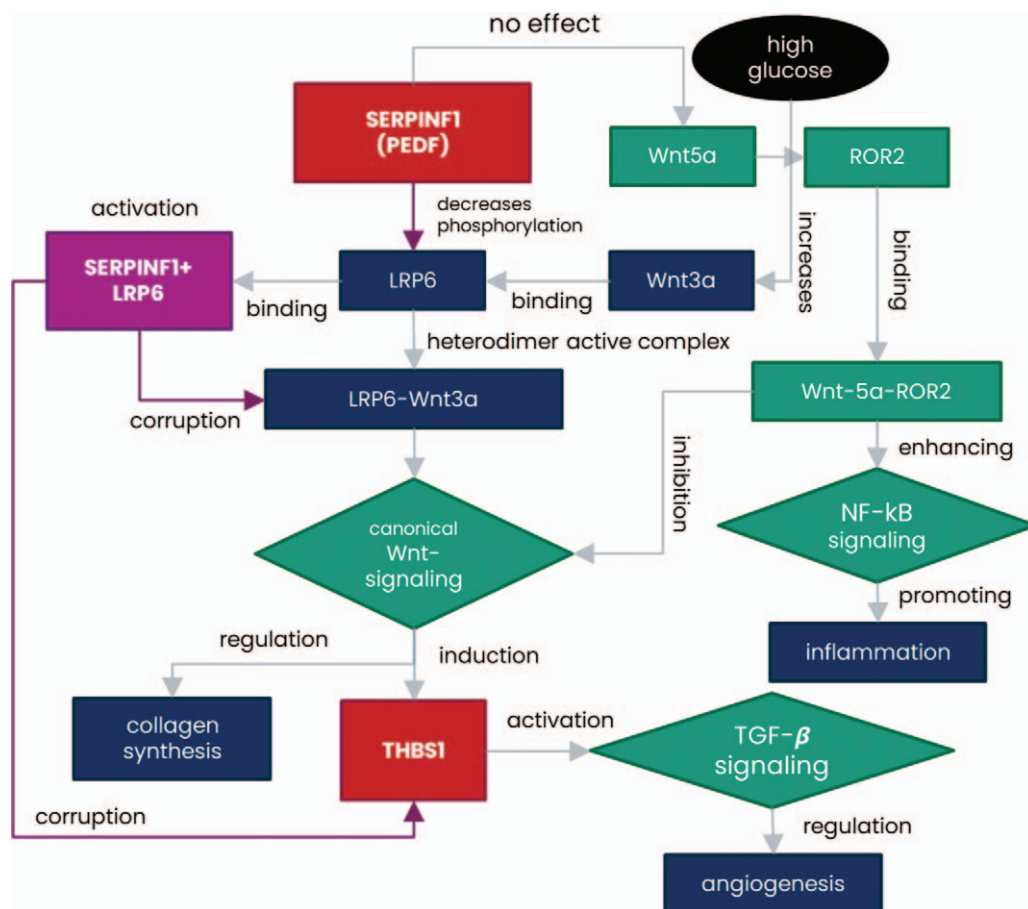 no effect
high
glucose
SERPINF1
(PEDF)
Wnt5a
ROR2
decreases
phosphorylation
activation
increases
binding
SERPINF1+
LRP6
LRP6
Wnt3a
binding
binding
heterodimer active complex
LRP6-Wnt3a
Wnt-5a-ROR2
corruption
inhibition
enhancing
canonical
Wnt-
signaling
NF-kB
signaling
promoting
regulation
induction
inflammation
collagen
synthesis
THBS1
activation
TGF-β
signaling
corruption
regulation
angiogenesis